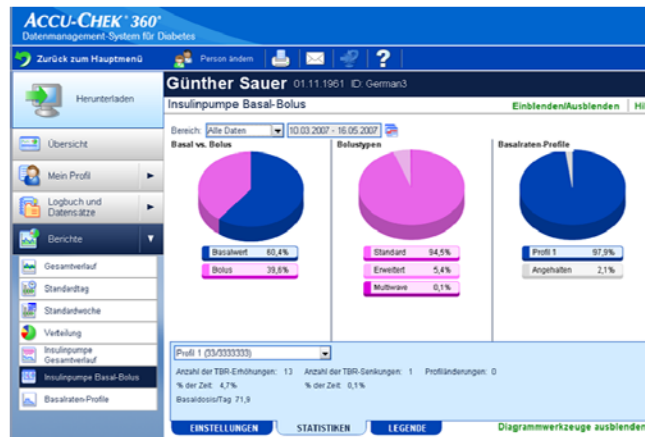 ACCU-CHEK® 360°
Datenmanagement-System für Diabetes
Zurück zum Hauptmenü
Person ändern
?
Herunterladen
Übersicht
Mein Profil
Logbuch und
Datensätze
Berichte
Gesamtverlauf
Standardtag
Standardwoche
Verteilung
Insulinpumpe
Gesamtverlauf
Insulinpumpe Basal-Bolus
Basalraten-Profile
Günther Sauer 01.11.1961 ID: German3
Insulinpumpe Basal-Bolus
Einblenden/Ausblenden
Bereich: Alle Daten 10.03.2007 - 16.05.2007
Basal vs. Bolus
Basalwert 60,4%
Bolus 39,6%
Bolustypen
Standard 94,5%
Erweitert 5,4%
Multiwave 0,1%
Basalraten-Profile
Profil 1 97,9%
Angehalten 2,1%
Profil 1 (33/3333333)
Anzahl der TBR-Erhöhungen: 13 Anzahl der TBR-Senkungen: 1 Profiländerungen: 0
% der Zeit: 4,7% % der Zeit: 0,1%
Basaldosis/Tag 71,9
EINSTELLUNGEN STATISTIKEN LEGENDE
Diagrammwerkzeuge ausblenden